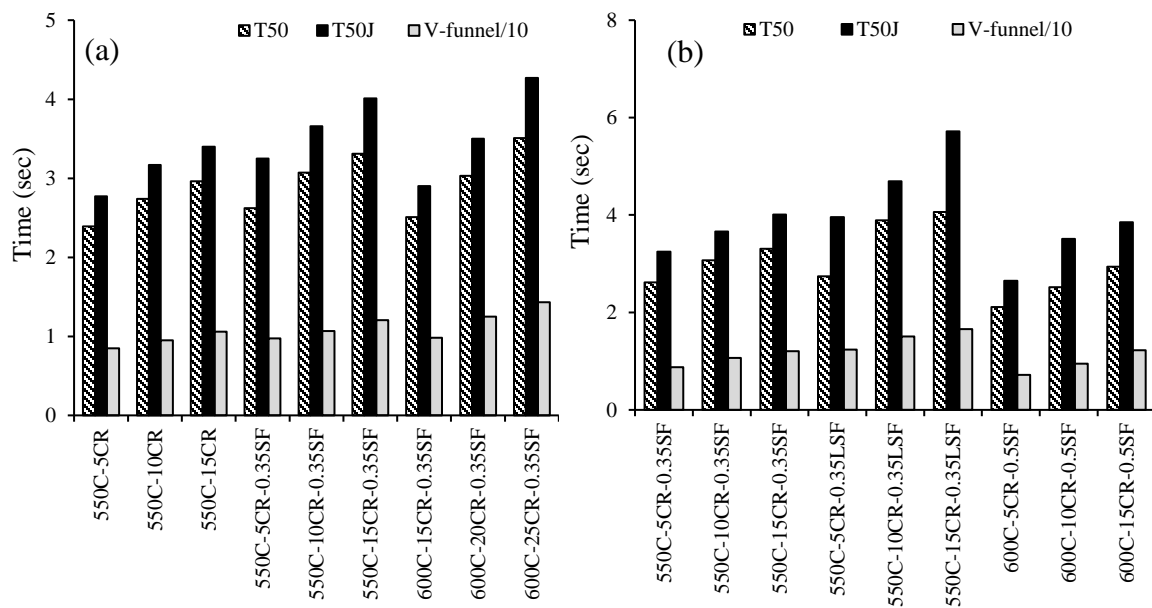 (a)
T50 T50J V-funnel/10
Time (sec)
5
4
3
2
1
0
550C-5CR
550C-10CR
550C-15CR
550C-5CR-0.35SF
550C-10CR-0.35SF
550C-15CR-0.35SF
600C-15CR-0.35SF
600C-20CR-0.35SF
600C-25CR-0.35SF
(b)
T50 T50J V-funnel/10
Time (sec)
8
6
4
2
0
550C-5CR-0.35SF
550C-10CR-0.35SF
550C-15CR-0.35SF
550C-5CR-0.35LSF
550C-10CR-0.35LSF
550C-15CR-0.35LSF
600C-5CR-0.5SF
600C-10CR-0.5SF
600C-15CR-0.5SF